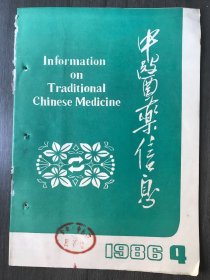 Information
on
Traditional
Chinese Medicine
中医药信息
1986 4